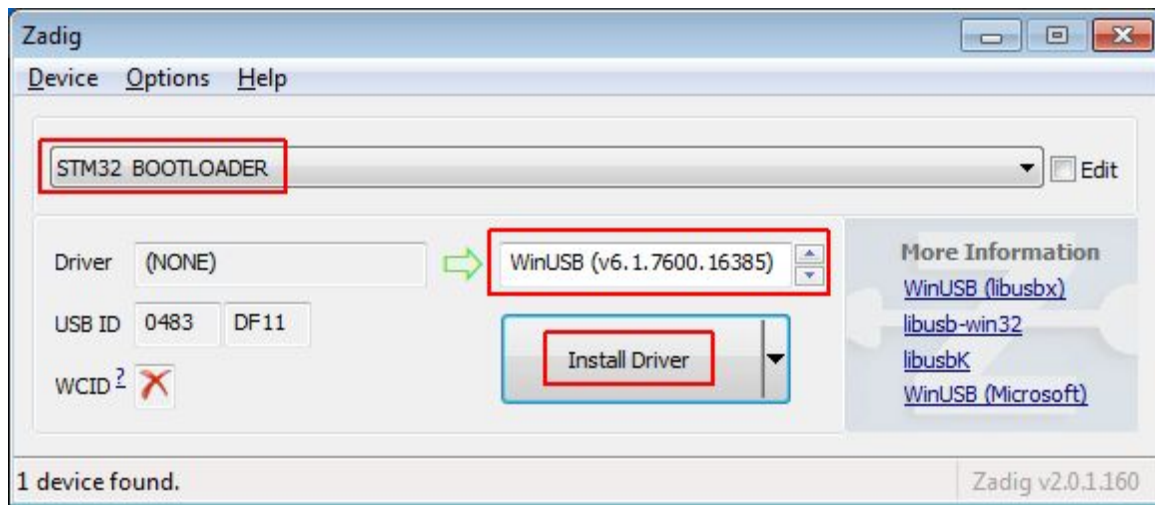 Zadig
Device Options Help
STM32 BOOTLOADER
Edit
Driver (NONE) WinUSB (v6.1.7600.16385)
USB ID 0483 DF11
WCID ?
Install Driver
More Information
WinUSB (libusbx)
libusb-win32
libusbK
WinUSB (Microsoft)
1 device found.
Zadig v2.0.1.160